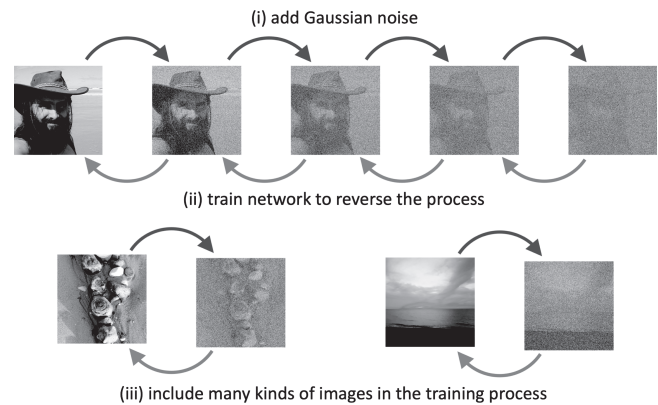 (i) add Gaussian noise
(ii) train network to reverse the process
(iii) include many kinds of images in the training process